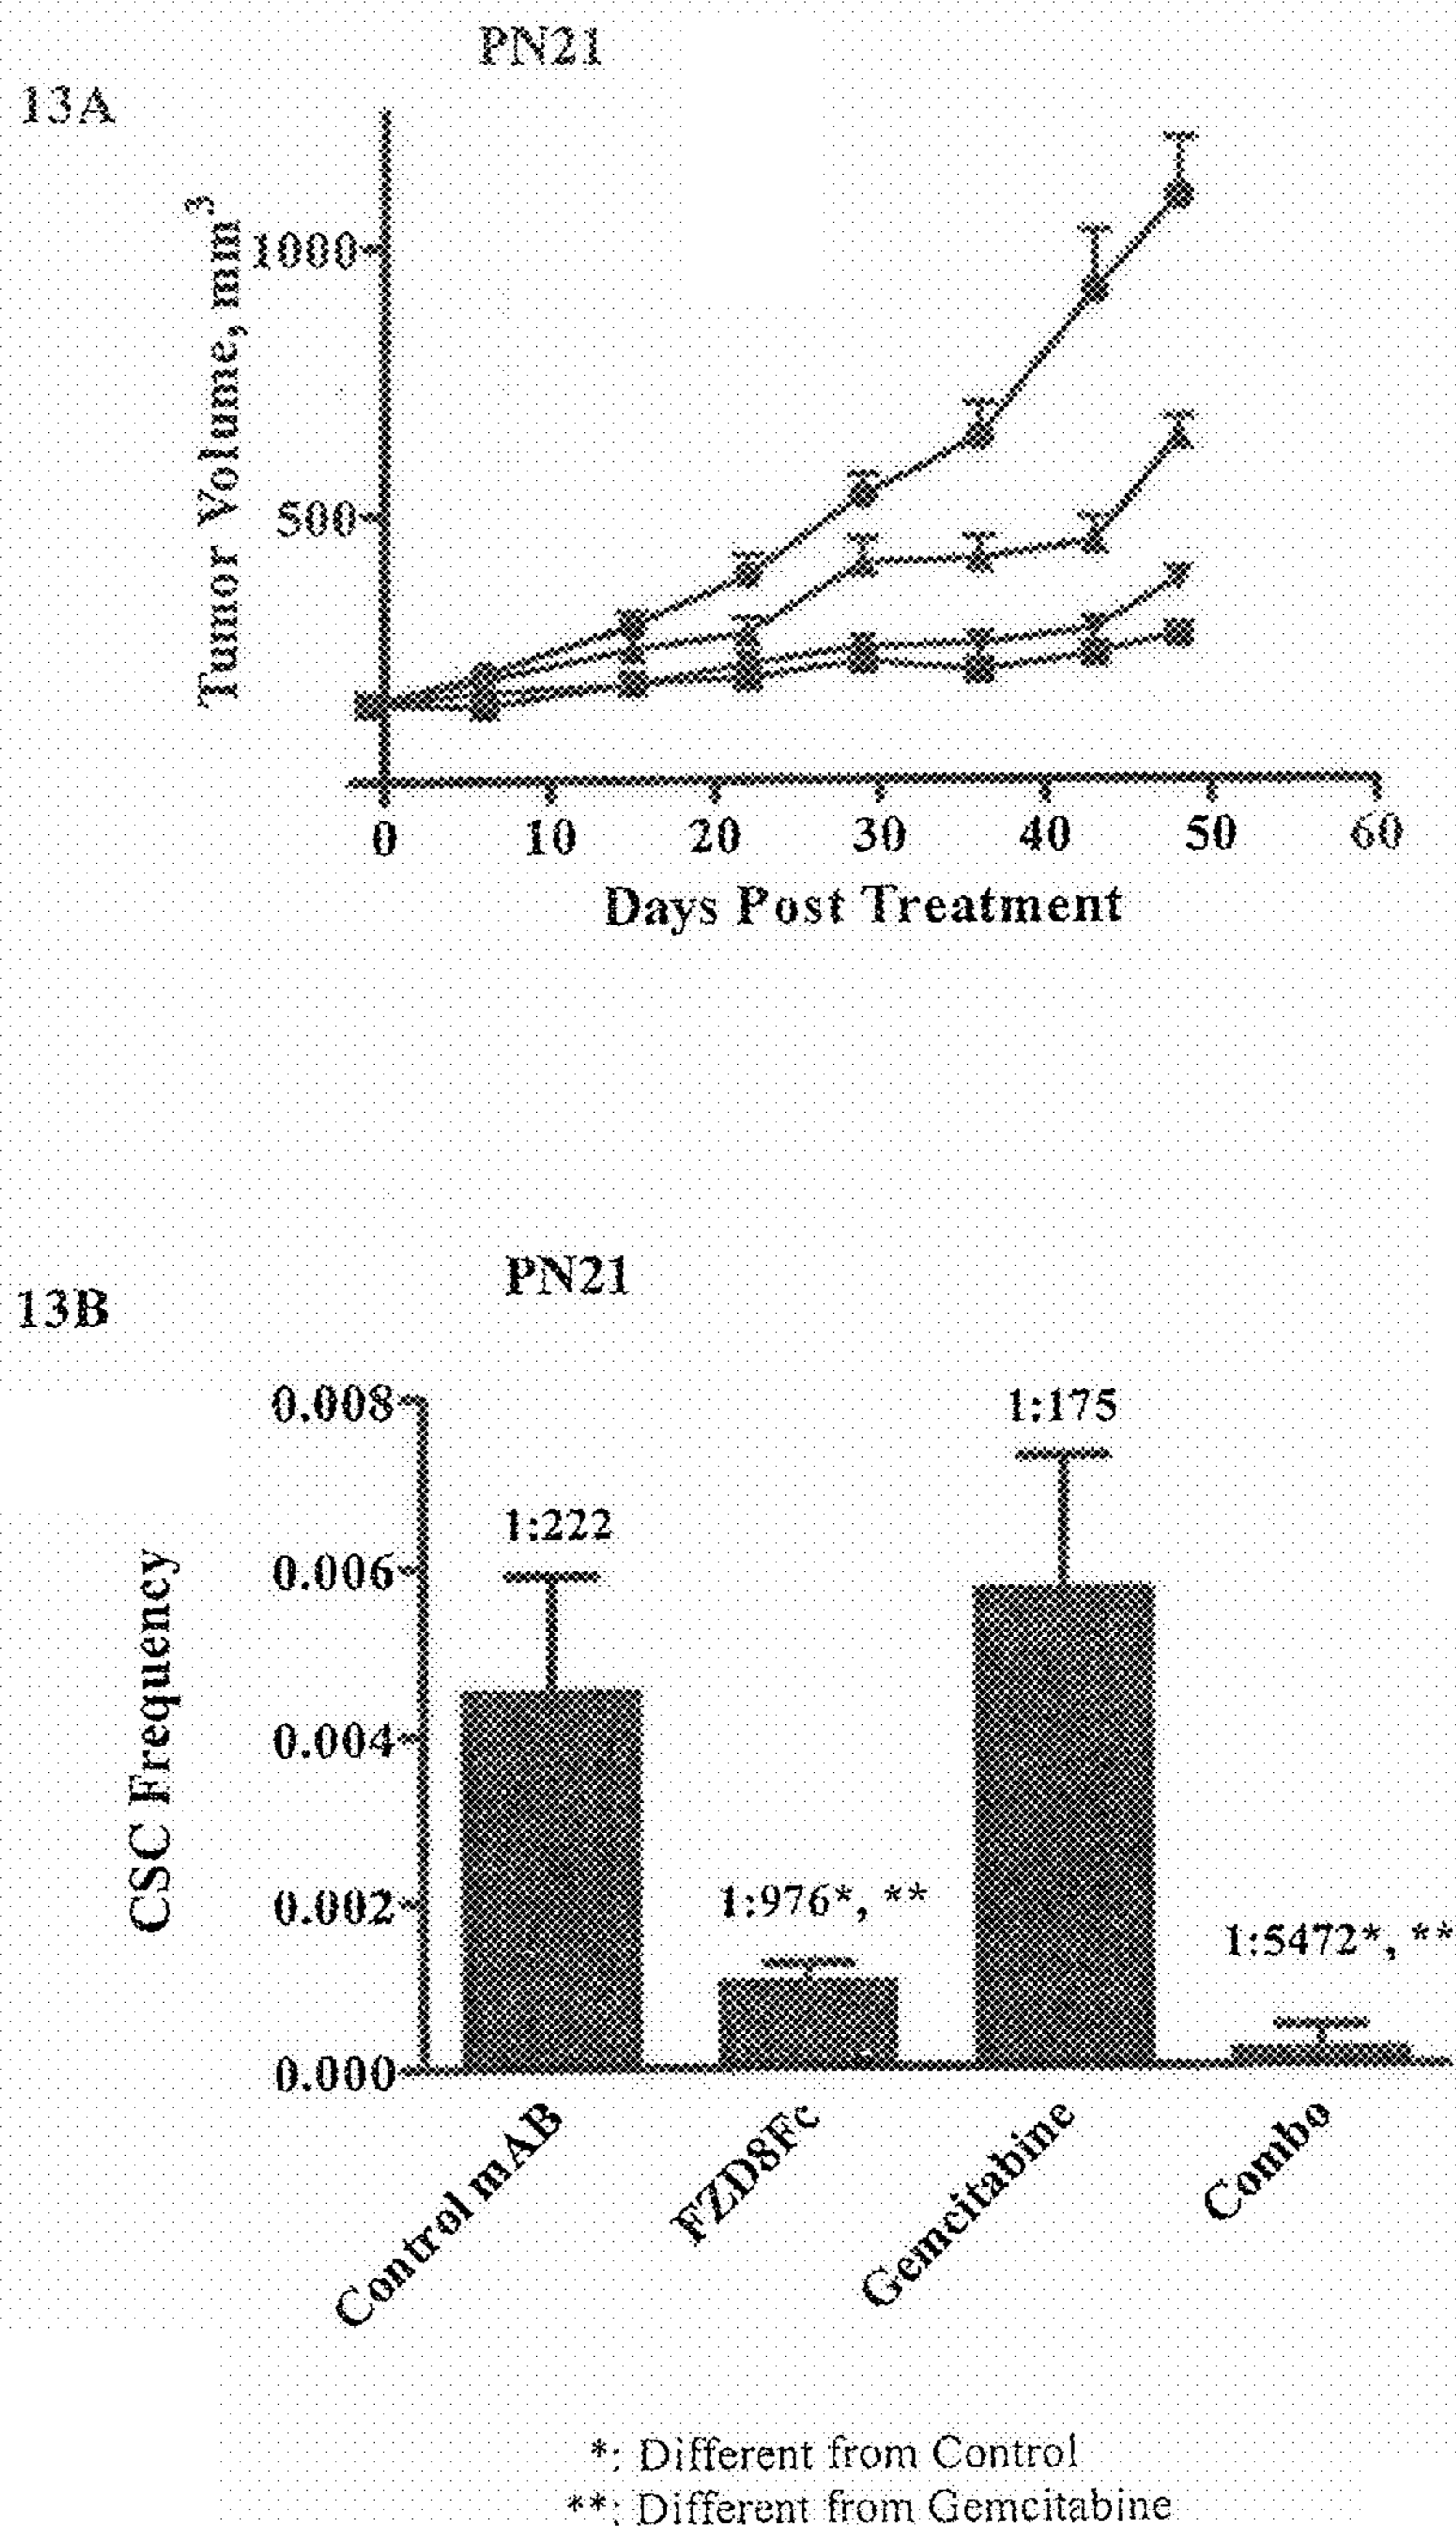 PN21
13A
Tumor Volume, mm³
1000
500
0 10 20 30 40 50 60
Days Post Treatment
PN21
13B
CSC Frequency
0.008
0.006
0.004
0.002
0.000
1:222
1:976*, **
1:175
1:5472*, **
Control mAB
FZD8Fc
Gemcitabine
Combo
*: Different from Control
**: Different from Gemcitabine